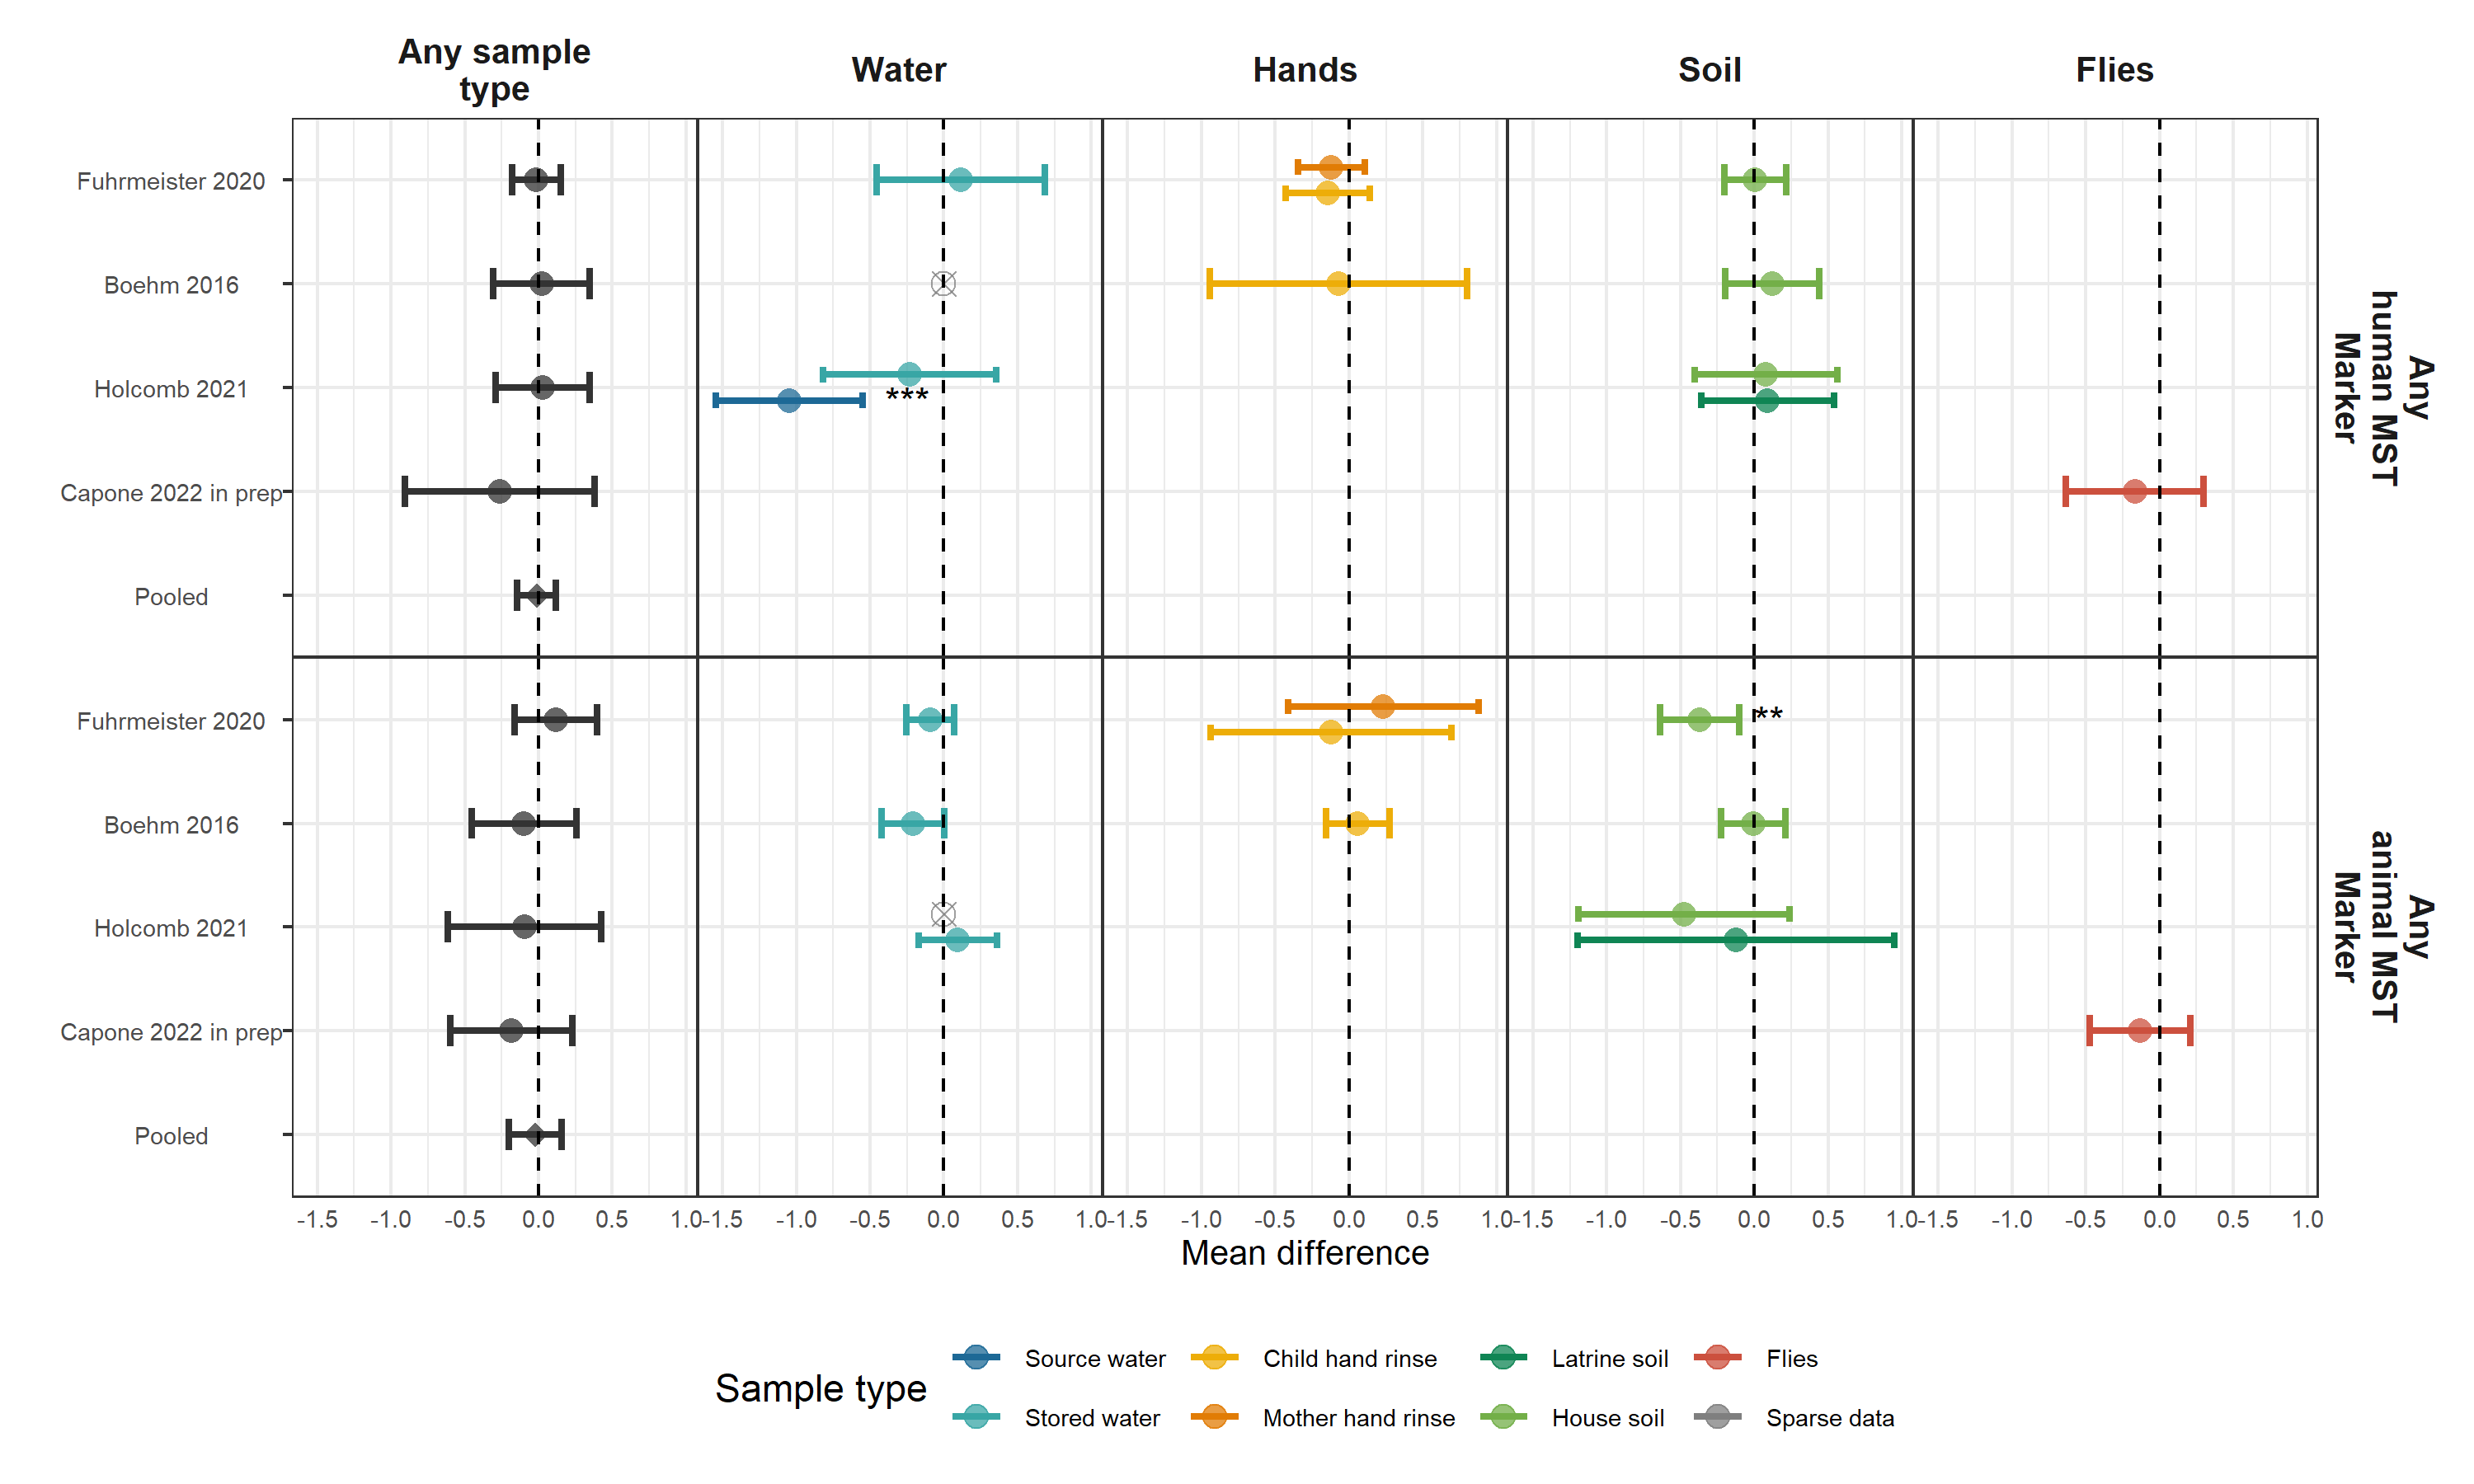 Any sample
type
Water
Hands
Soil
Flies
Fuhrmeister 2020
Boehm 2016
Holcomb 2021
***
Capone 2022 in prep
Pooled
Any
human MST
Marker
Fuhrmeister 2020
**
Boehm 2016
Holcomb 2021
Capone 2022 in prep
Pooled
Any
animal MST
Marker
-1.5 -1.0 -0.5 0.0 0.5 1.0 -1.5 -1.0 -0.5 0.0 0.5 1.0 -1.5 -1.0 -0.5 0.0 0.5 1.0 -1.5 -1.0 -0.5 0.0 0.5 1.0 -1.5 -1.0 -0.5 0.0 0.5 1.0
Mean difference
Sample type
Source water Child hand rinse Latrine soil Flies
Stored water Mother hand rinse House soil Sparse data